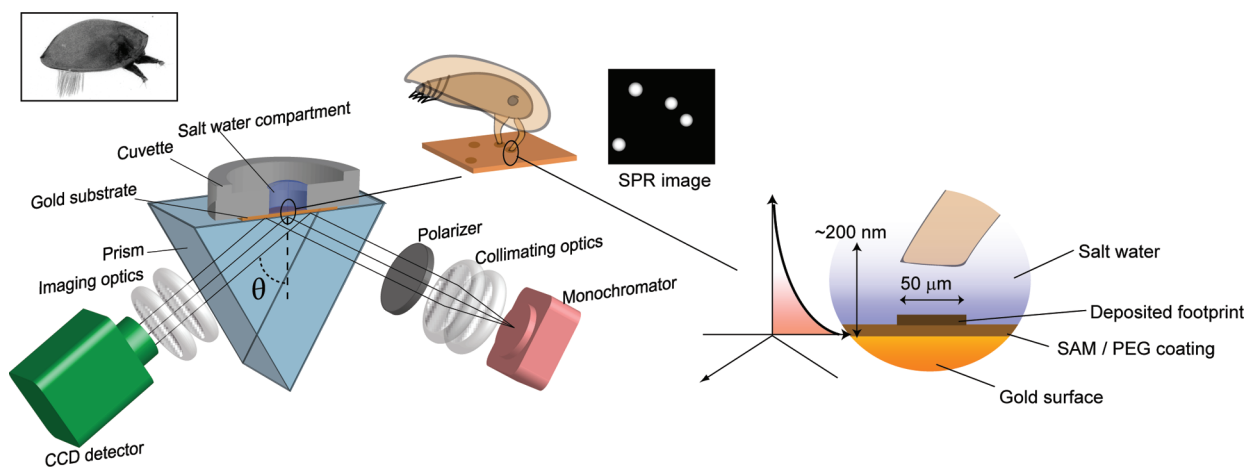 Salt water compartment
Cuvette
Gold substrate
Prism
Imaging optics
θ
Polarizer
Collimating optics
Monochromator
CCD detector
SPR image
~200 nm
50 μm
Salt water
Deposited footprint
SAM / PEG coating
Gold surface